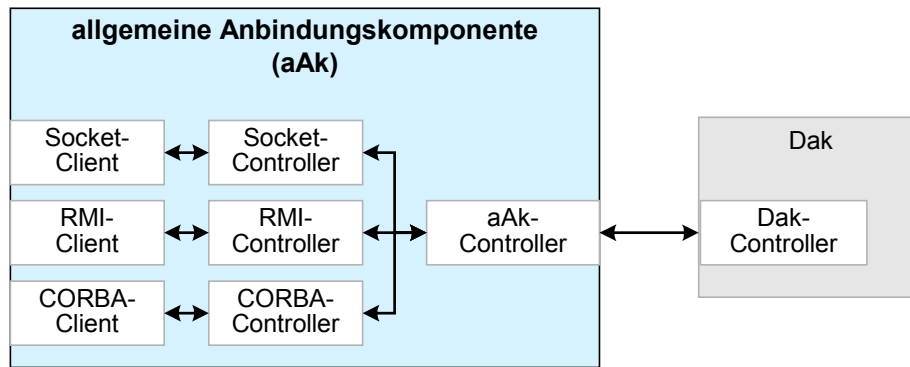 allgemeine Anbindungskomponente
(aAk)
Socket-
Client
Socket-
Controller
Dak
RMI-
Client
RMI-
Controller
aAk-
Controller
Dak-
Controller
CORBA-
Client
CORBA-
Controller